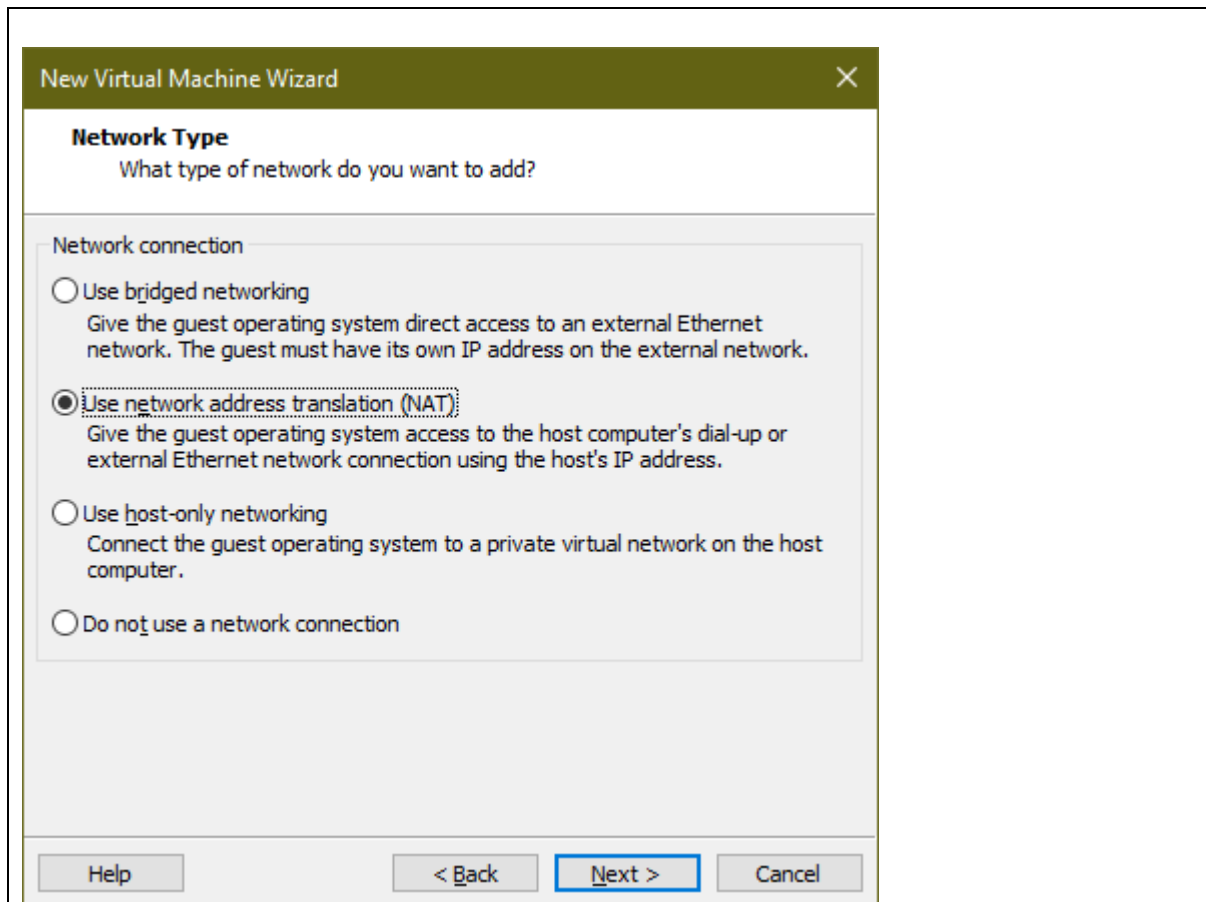 New Virtual Machine Wizard
Network Type
What type of network do you want to add?
Network connection
Use bridged networking
Give the guest operating system direct access to an external Ethernet
network. The guest must have its own IP address on the external network.
Use network address translation (NAT)
Give the guest operating system access to the host computer's dial-up or
external Ethernet network connection using the host's IP address.
Use host-only networking
Connect the guest operating system to a private virtual network on the host
computer.
Do not use a network connection
Help
< Back
Next >
Cancel